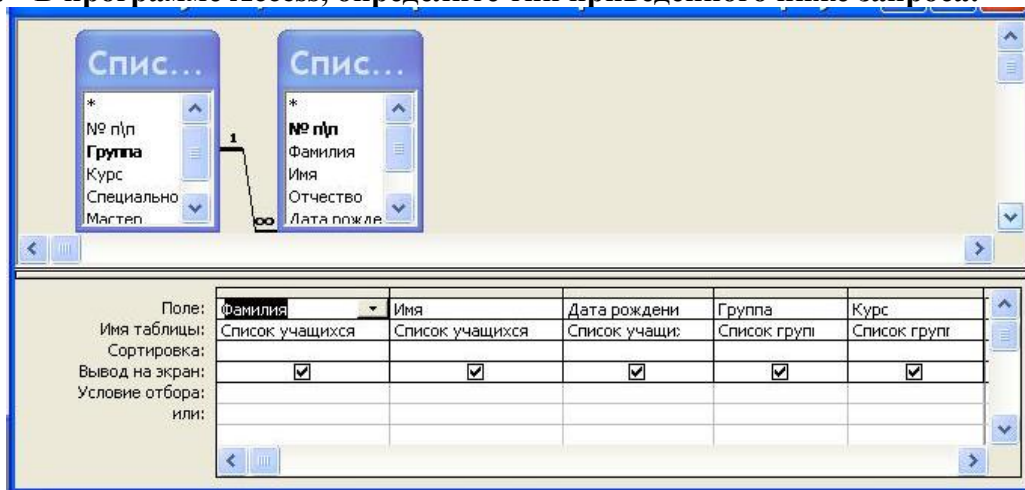 В программе Access, определите тип приведенного ниже запроса:
Спис... Спис...
* *
№ п\п № п\п
Группа 1 Фамилия
Курс Имя
Специально Отчество
Мастер ∞ Дата рожде
Поле: Фамилия Имя Дата рождени Группа Курс
Имя таблицы: Список учащихся Список учащихся Список учащи: Список групі Список групг
Сортировка:
Вывод на экран:
Условие отбора:
или: